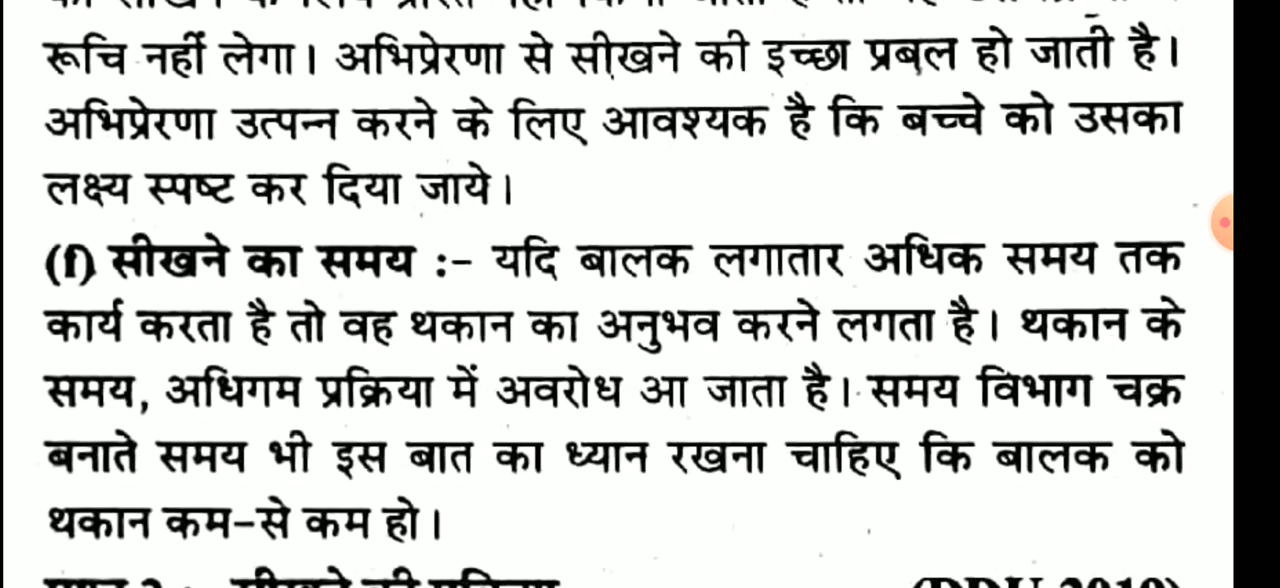 रूचि नहीं लेगा। अभिप्रेरणा से सीखने की इच्छा प्रबल हो जाती है।
अभिप्रेरणा उत्पन्न करने के लिए आवश्यक है कि बच्चे को उसका
लक्ष्य स्पष्ट कर दिया जाये।
(f) सीखने का समय :- यदि बालक लगातार अधिक समय तक
कार्य करता है तो वह थकान का अनुभव करने लगता है। थकान के
समय, अधिगम प्रक्रिया में अवरोध आ जाता है। समय विभाग चक्र
बनाते समय भी इस बात का ध्यान रखना चाहिए कि बालक को
थकान कम-से कम हो।